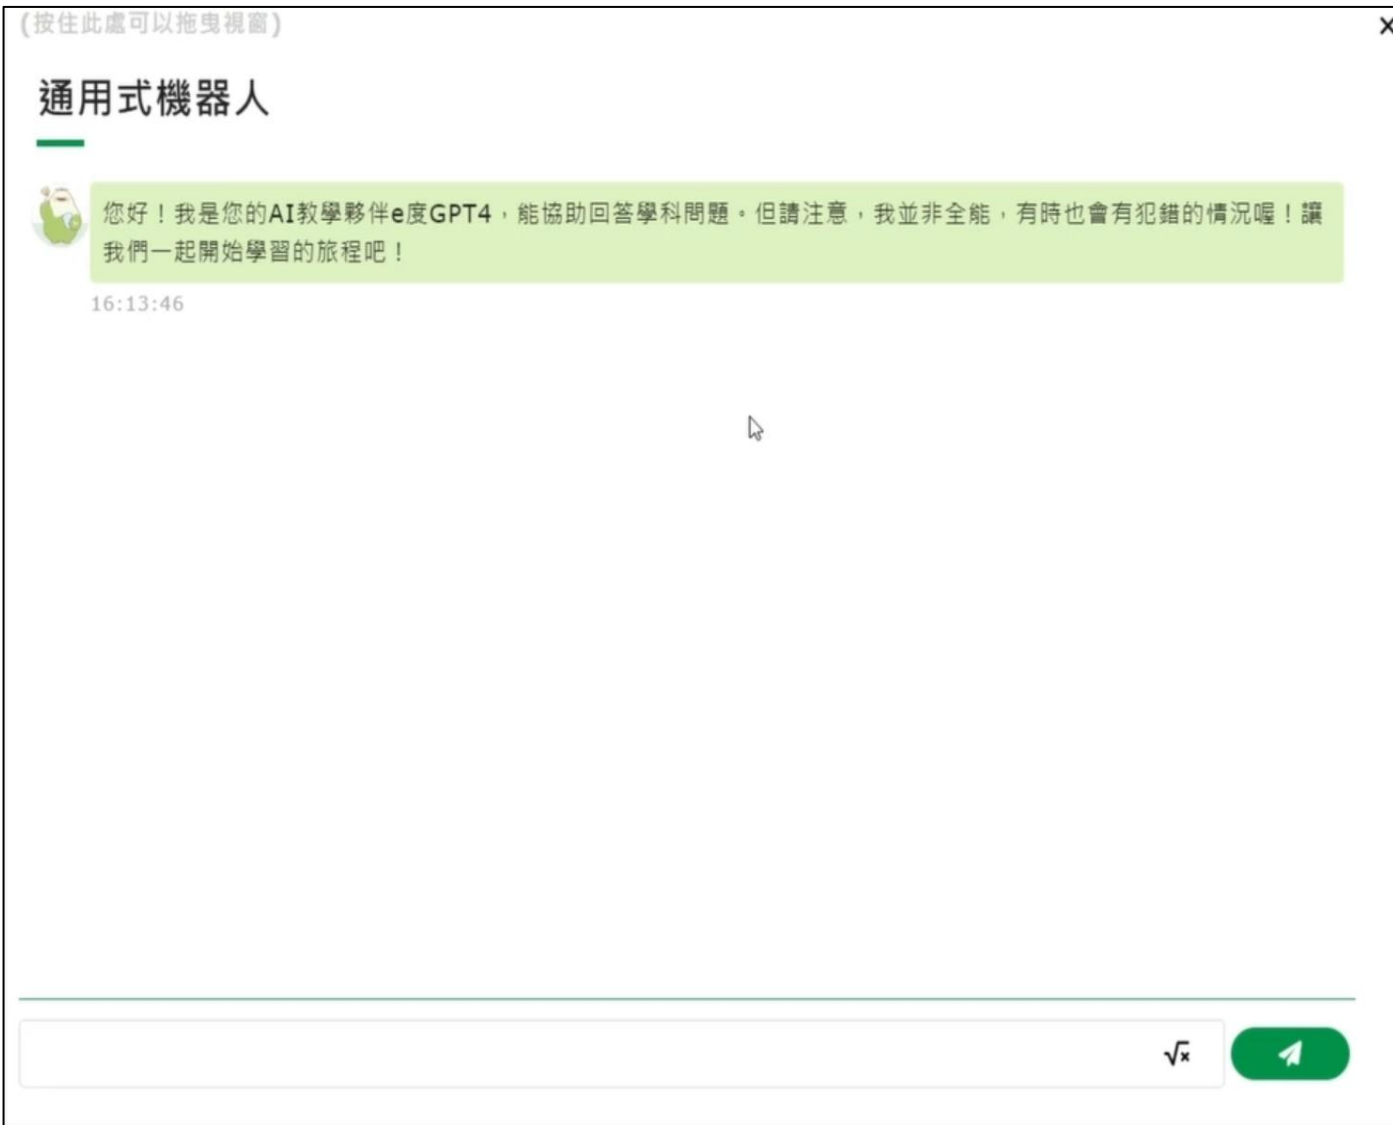 (按住此處可以拖曳視窗)
通用式機器人
您好！我是您的AI教學夥伴e度GPT4，能協助回答學科問題。但請注意，我並非全能，有時也會有犯錯的情況喔！讓
我們一起開始學習的旅程吧！
16:13:46
√x